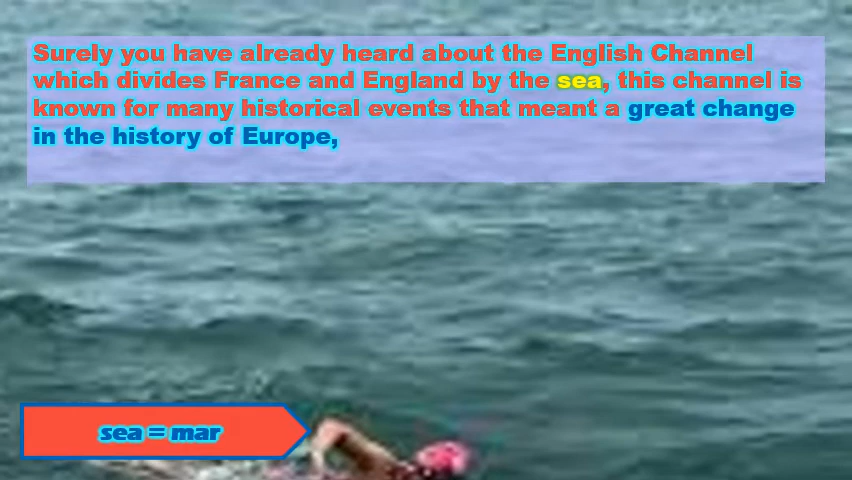 Surely you have already heard about the English Channel
which divides France and England by the sea, this channel is
known for many historical events that meant a great change
in the history of Europe,
sea = mar